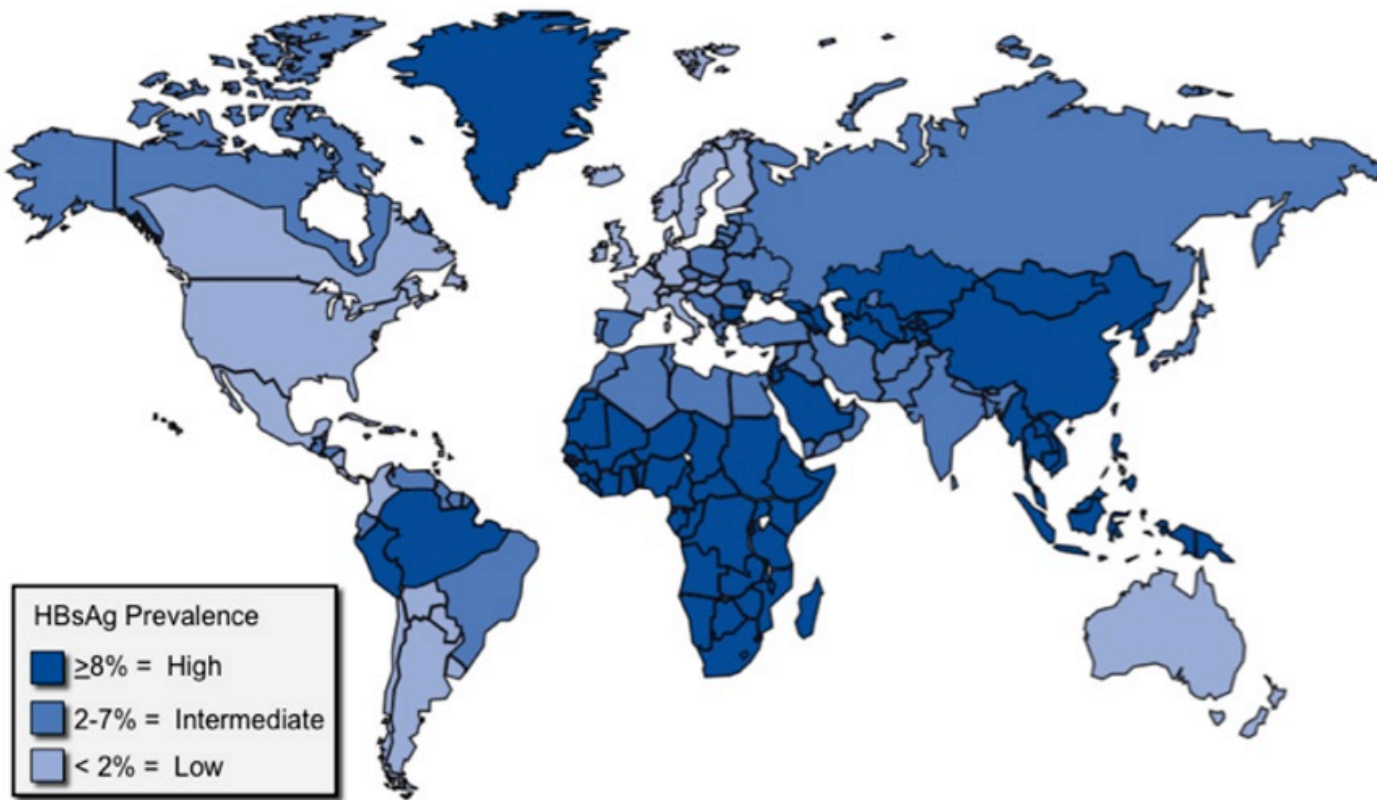 HBsAg Prevalence
≥8% = High
2-7% = Intermediate
< 2% = Low